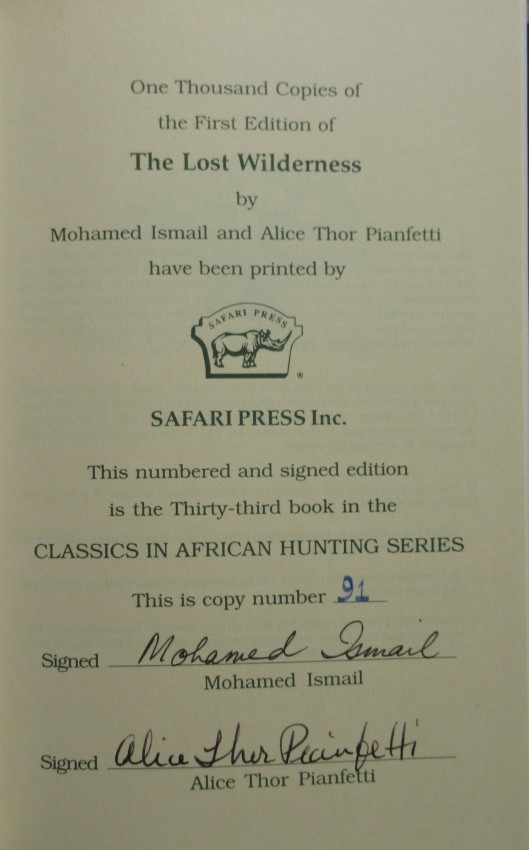 One Thousand Copies of
the First Edition of
The Lost Wilderness
by
Mohamed Ismail and Alice Thor Pianfetti
have been printed by
SAFARI PRESS
®
SAFARI PRESS Inc.
This numbered and signed edition
is the Thirty-third book in the
CLASSICS IN AFRICAN HUNTING SERIES
This is copy number 91
Signed Mohamed Ismail
Mohamed Ismail
Signed Alice Thor Pianfetti
Alice Thor Pianfetti